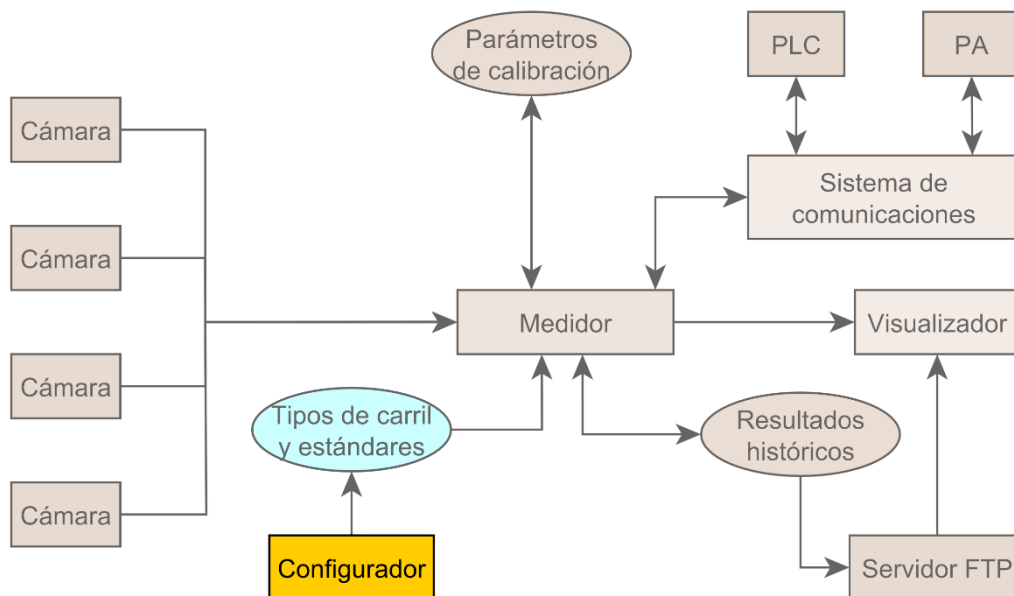 Parámetros
de calibración
PLC
PA
Cámara
Sistema de
comunicaciones
Cámara
Medidor
Visualizador
Cámara
Tipos de carril
y estándares
Resultados
históricos
Cámara
Configurador
Servidor FTP